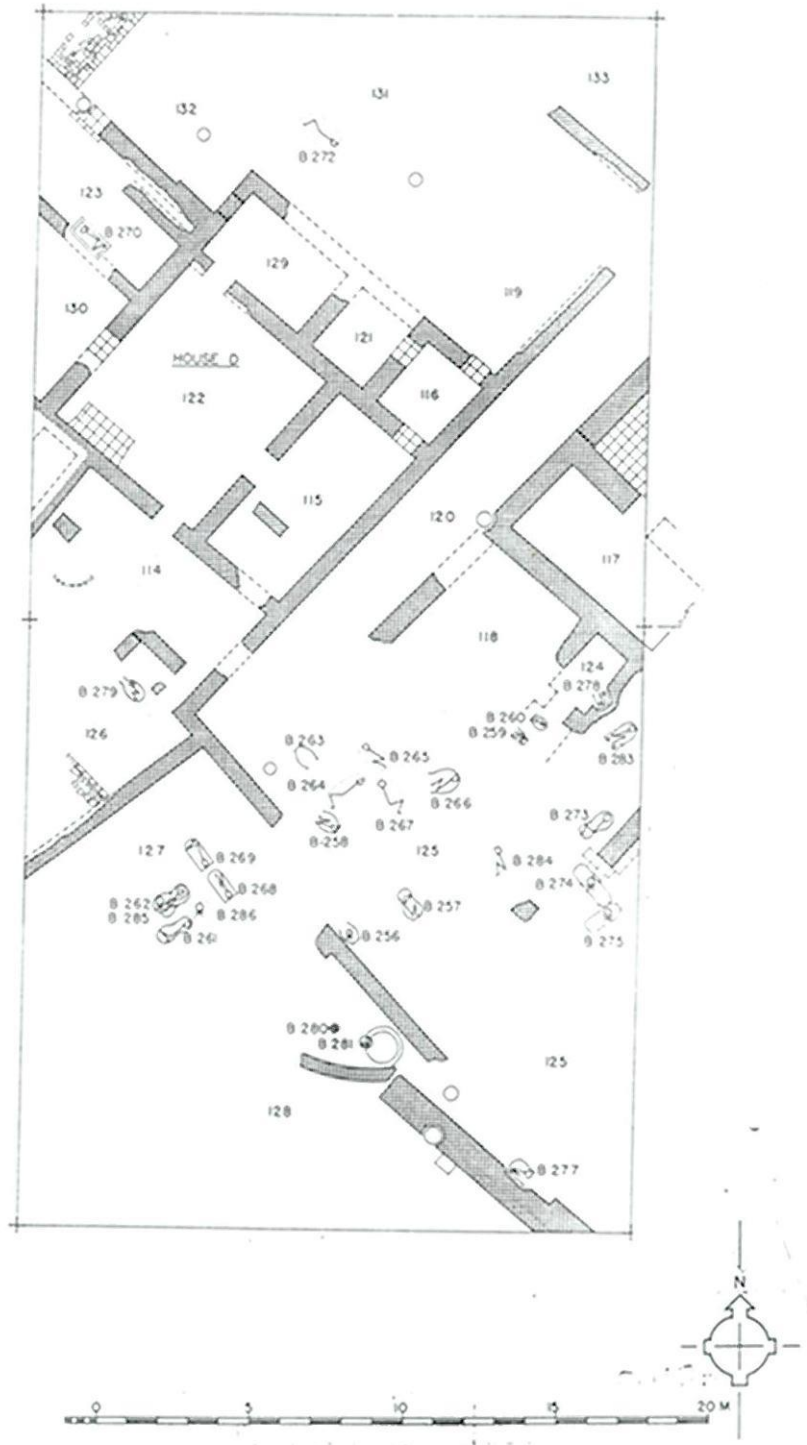 133
131
132
B 272
123
B 270
129
130
119
121
HOUSE D
116
122
115
120
114
117
118
124
B 278
B 279
B 260
B 259
126
B 283
B 263
B 265
B 264
B 266
B 267
B 258
B 273
127
125
B 269
B 284
B 268
B 274
B 262
B 286
B 257
B 285
B 261
B 256
B 275
B 280
B 281
125
128
B 277
N
0 5 10 15 20 M